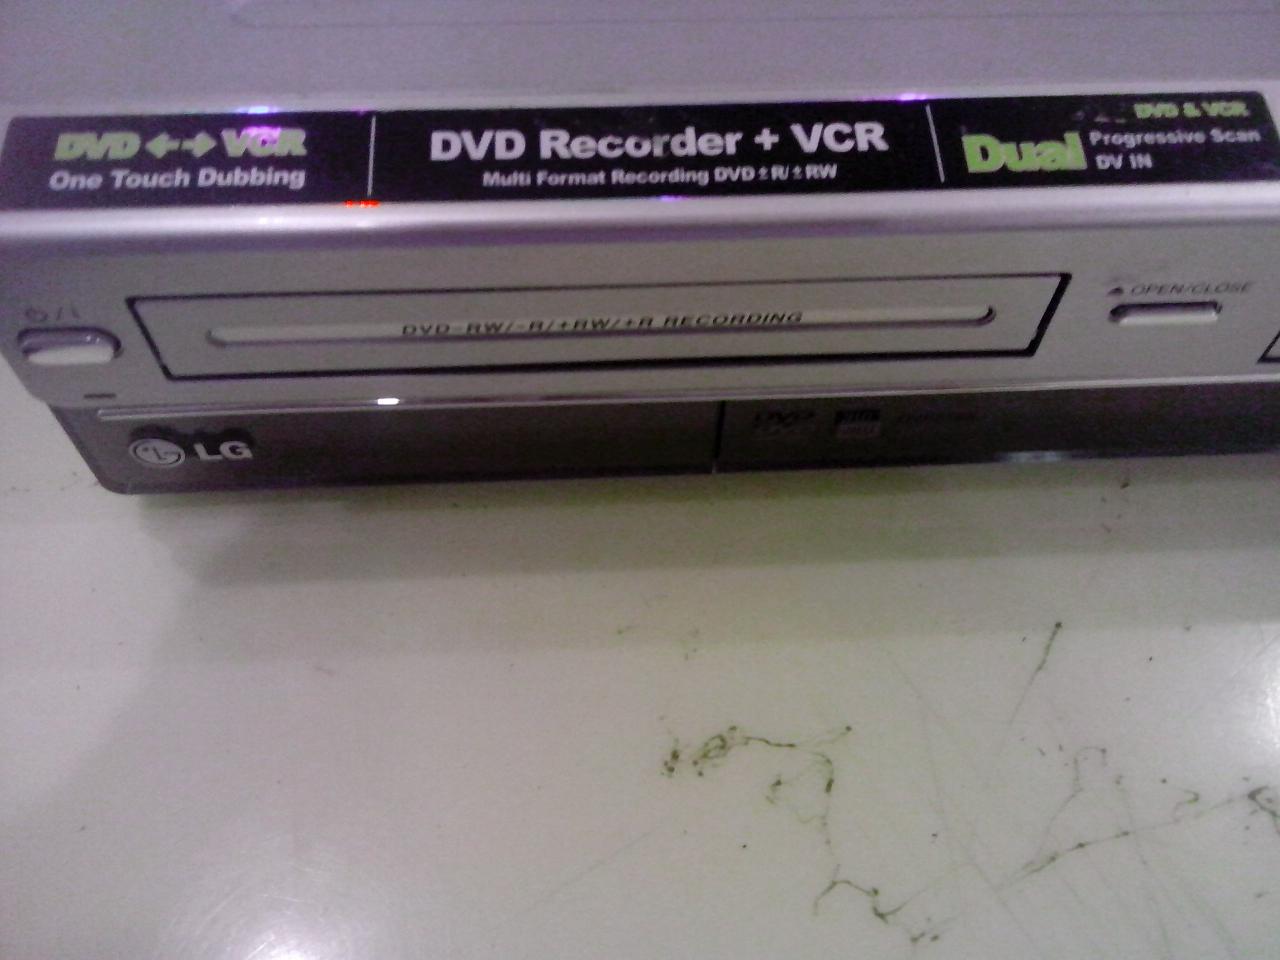 DVD ←→ VCR
One Touch Dubbing
DVD Recorder + VCR
Multi Format Recording DVD±R/±RW
DVD & VCR
Dual Progressive Scan
DV IN
DVD-RW/-R/+RW/+R RECORDING
OPEN/CLOSE
LG
DVD